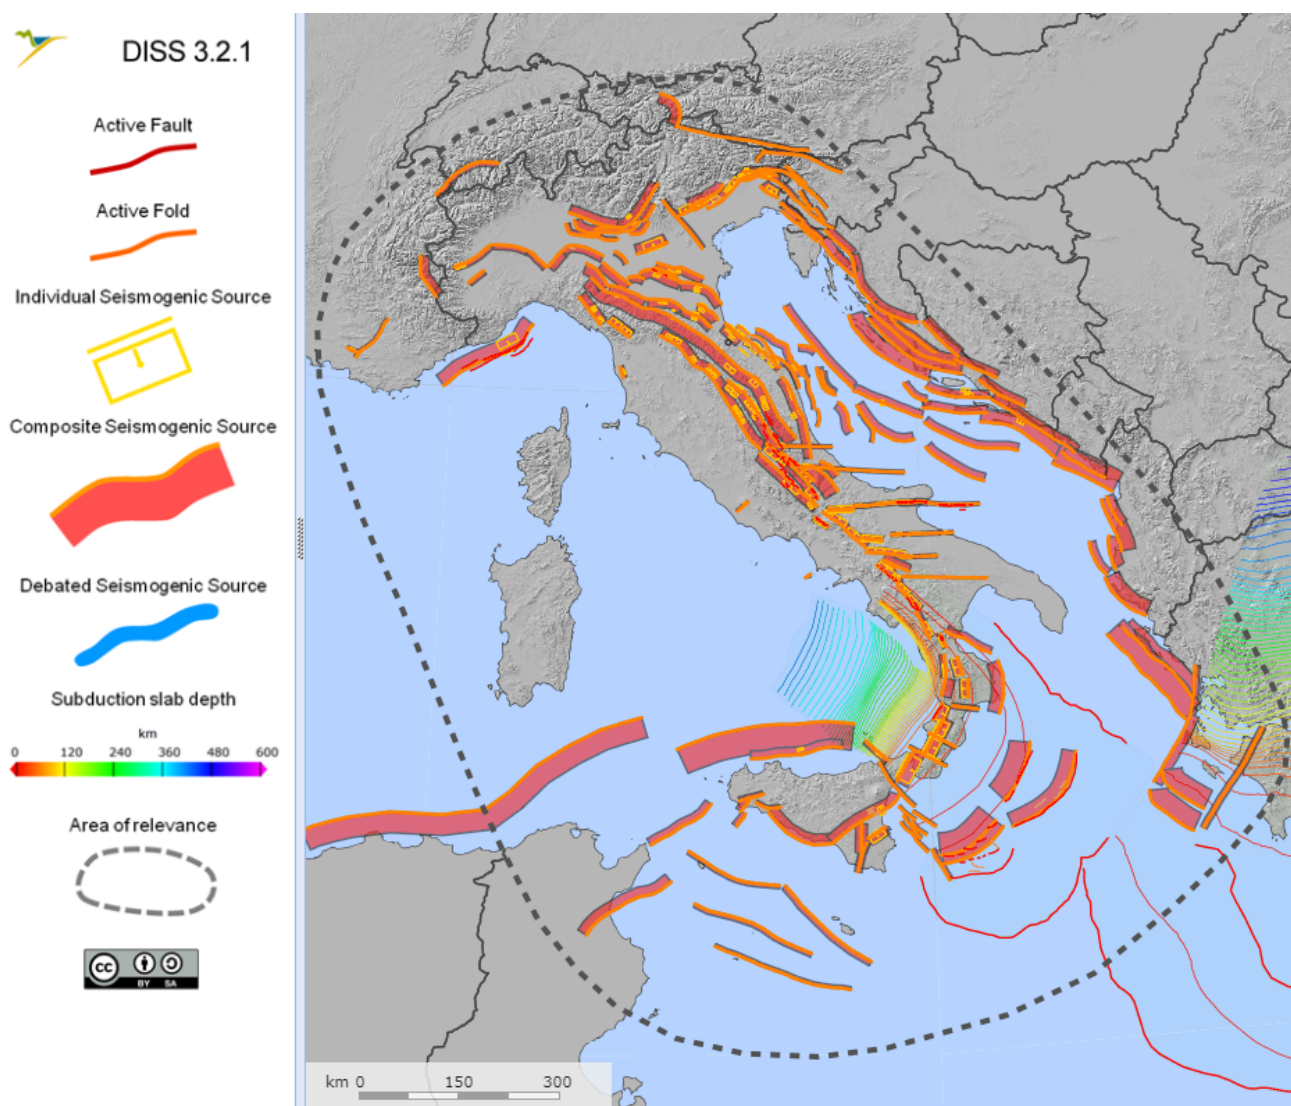 DISS 3.2.1
Active Fault
Active Fold
Individual Seismogenic Source
Composite Seismogenic Source
Debated Seismogenic Source
Subduction slab depth
km
0 120 240 360 480 600
Area of relevance
cc
BY SA
km 0 150 300